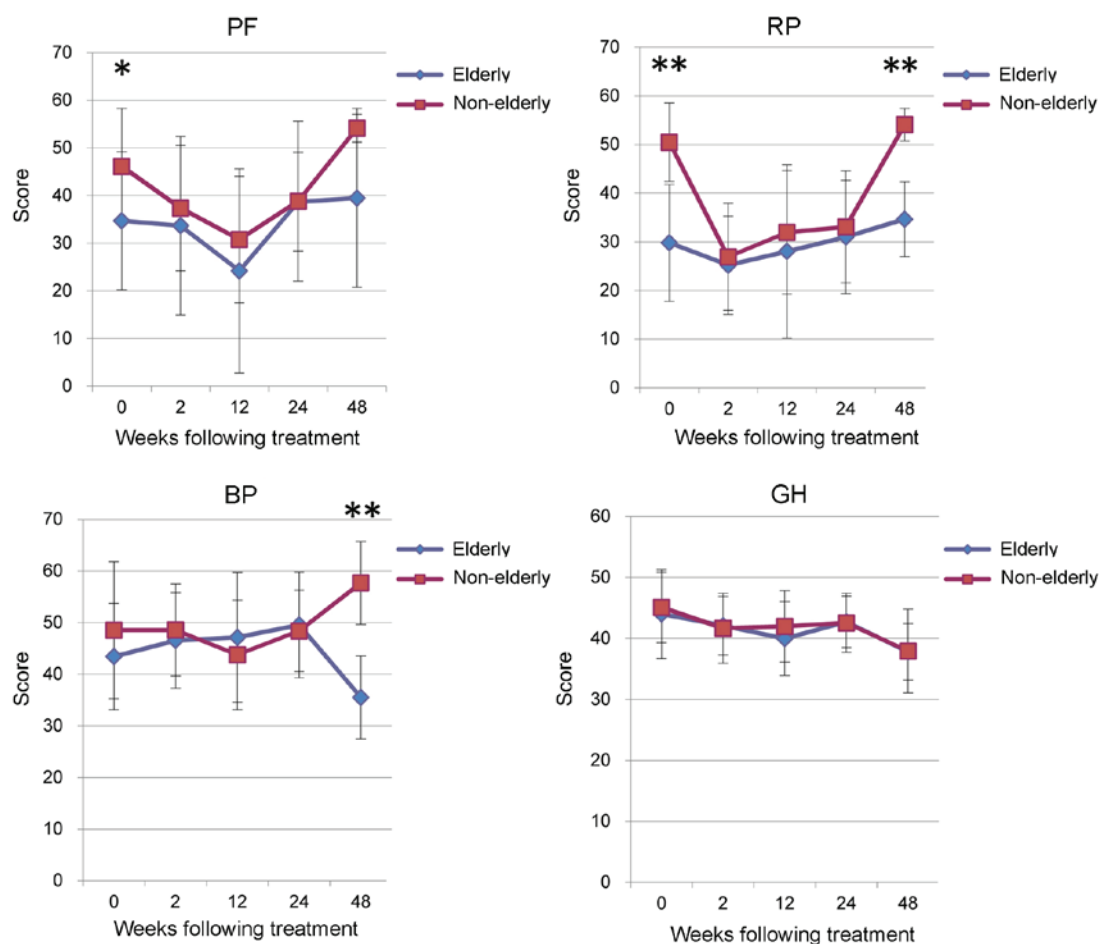 PF
70
60
50
40
30
20
10
0
Score
*
0 2 12 24 48
Weeks following treatment
Elderly
Non-elderly
RP
70
60
50
40
30
20
10
0
Score
** **
0 2 12 24 48
Weeks following treatment
Elderly
Non-elderly
BP
70
60
50
40
30
20
10
0
Score
**
0 2 12 24 48
Weeks following treatment
Elderly
Non-elderly
GH
60
50
40
30
20
10
0
Score
0 2 12 24 48
Weeks following treatment
Elderly
Non-elderly